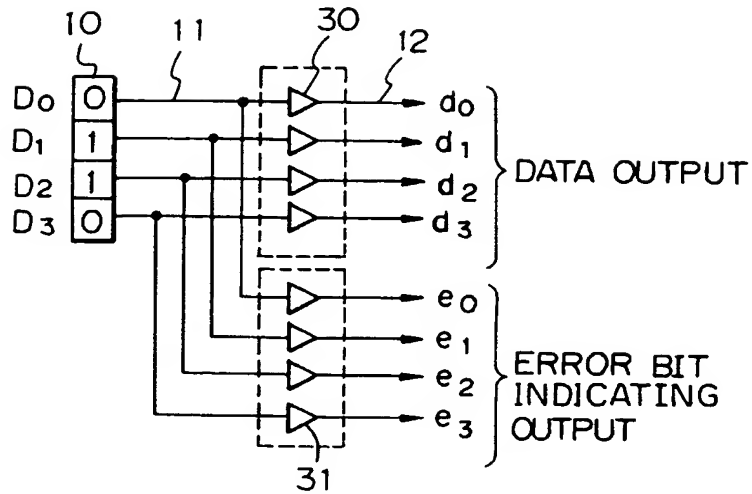 10 11 30 12
D0 0 d0
D1 1 d1
D2 1 d2
D3 0 d3
DATA OUTPUT
e0
e1
e2
e3
ERROR BIT
INDICATING
OUTPUT
31